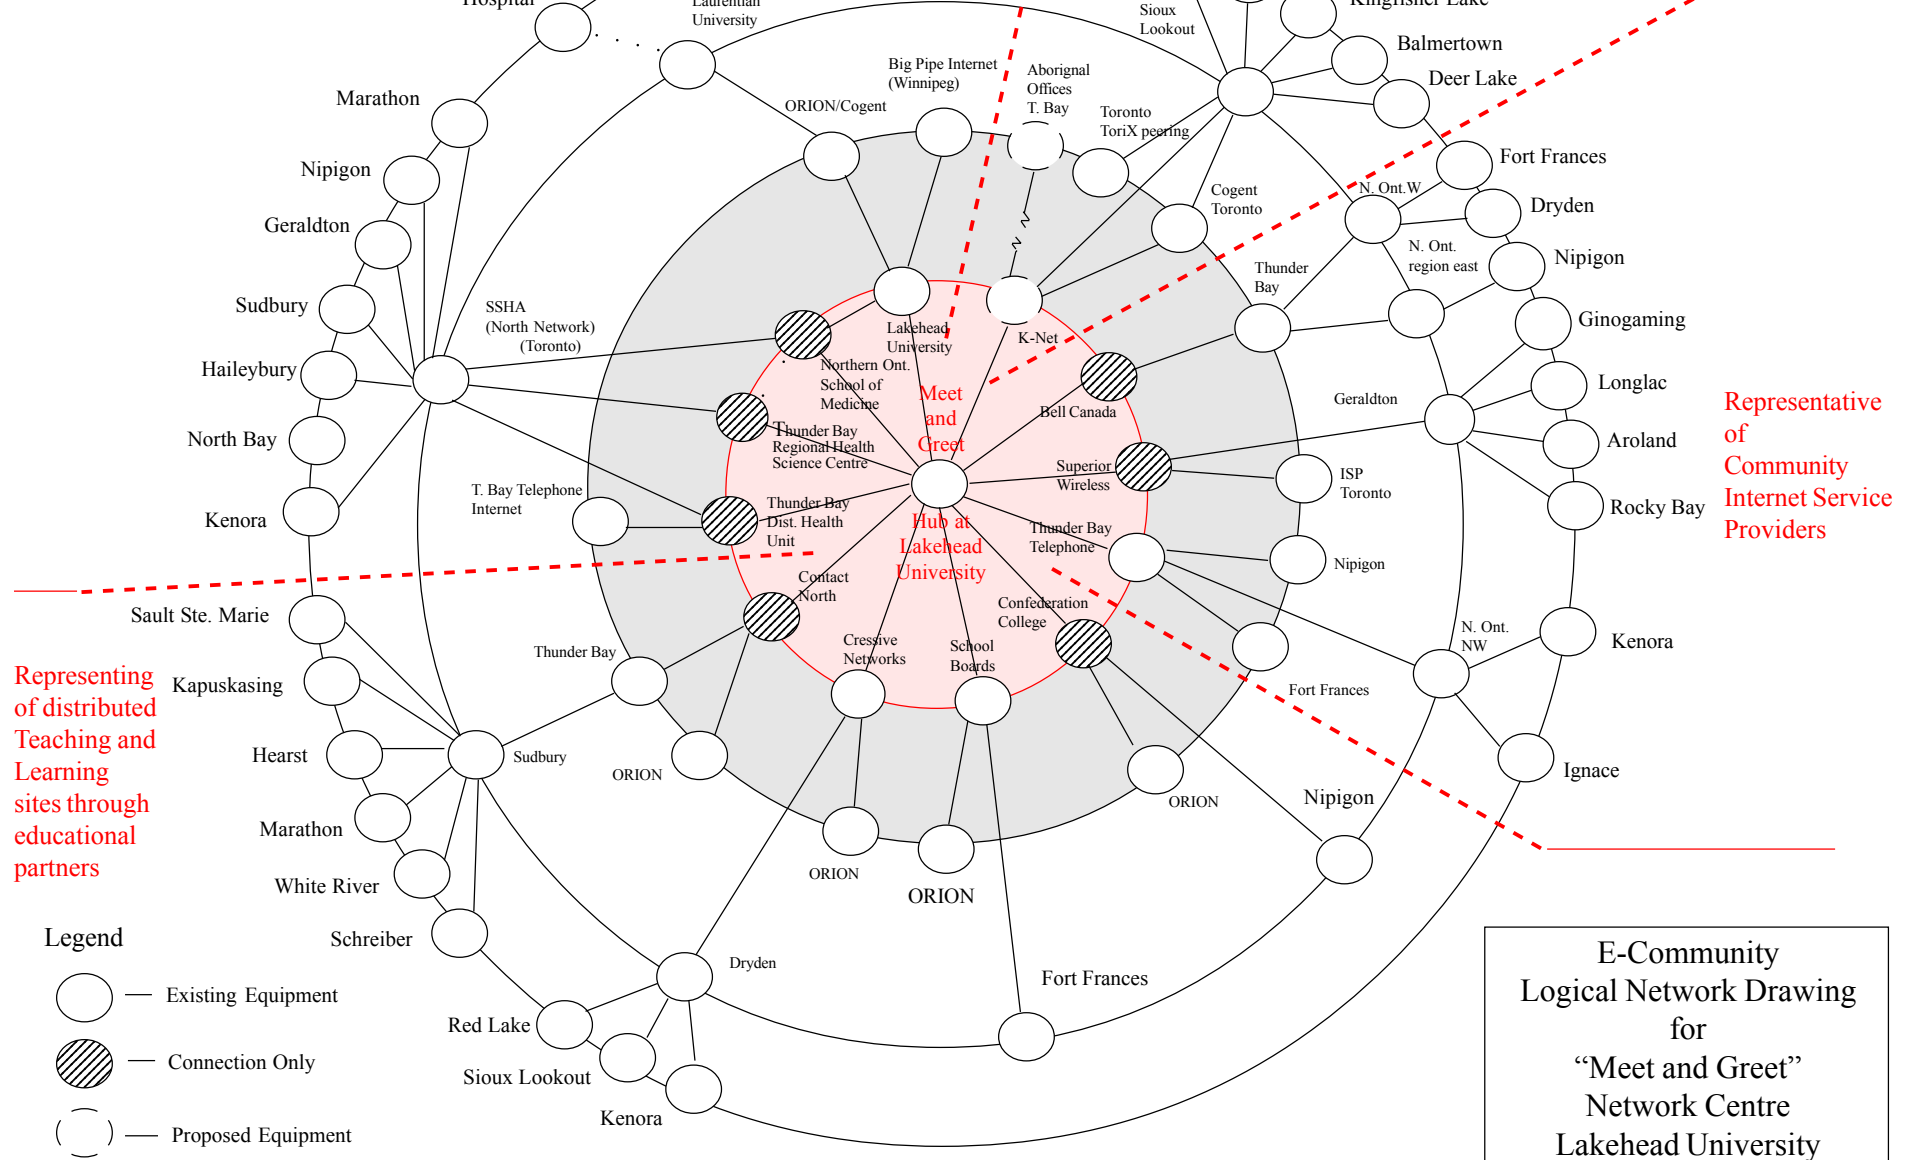 Hospital
Laurentian
University
Sioux
Lookout
Kingfisher Lake
Balmertown
Deer Lake
Big Pipe Internet
(Winnipeg)
Aborignal
Offices
T. Bay
ORION/Cogent
Toronto
ToriX peering
Marathon
Nipigon
Geraldton
Sudbury
Haileybury
North Bay
Kenora
Cogent
Toronto
N. Ont.W
Fort Frances
Dryden
N. Ont.
region east
Nipigon
Thunder
Bay
Ginogaming
Longlac
Geraldton
Aroland
Rocky Bay
SSHA
(North Network)
(Toronto)
Lakehead
University
K-Net
Northern Ont.
School of
Medicine
Meet
and
Greet
Bell Canada
Thunder Bay
Regional Health
Science Centre
Superior
Wireless
ISP
Toronto
T. Bay Telephone
Internet
Thunder Bay
Dist. Health
Unit
Hub at
Lakehead
University
Thunder Bay
Telephone
Nipigon
Representative
of
Community
Internet Service
Providers
Contact
North
Confederation
College
Cressive
Networks
School
Boards
N. Ont.
NW
Kenora
Fort Frances
Ignace
Nipigon
Sault Ste. Marie
Kapuskasing
Hearst
Marathon
White River
Schreiber
Thunder Bay
Sudbury
ORION
ORION
ORION
ORION
Representing
of distributed
Teaching and
Learning
sites through
educational
partners
Dryden
Fort Frances
Red Lake
Sioux Lookout
Kenora
Legend
Existing Equipment
Connection Only
Proposed Equipment
E-Community
Logical Network Drawing
for
“Meet and Greet”
Network Centre
Lakehead University